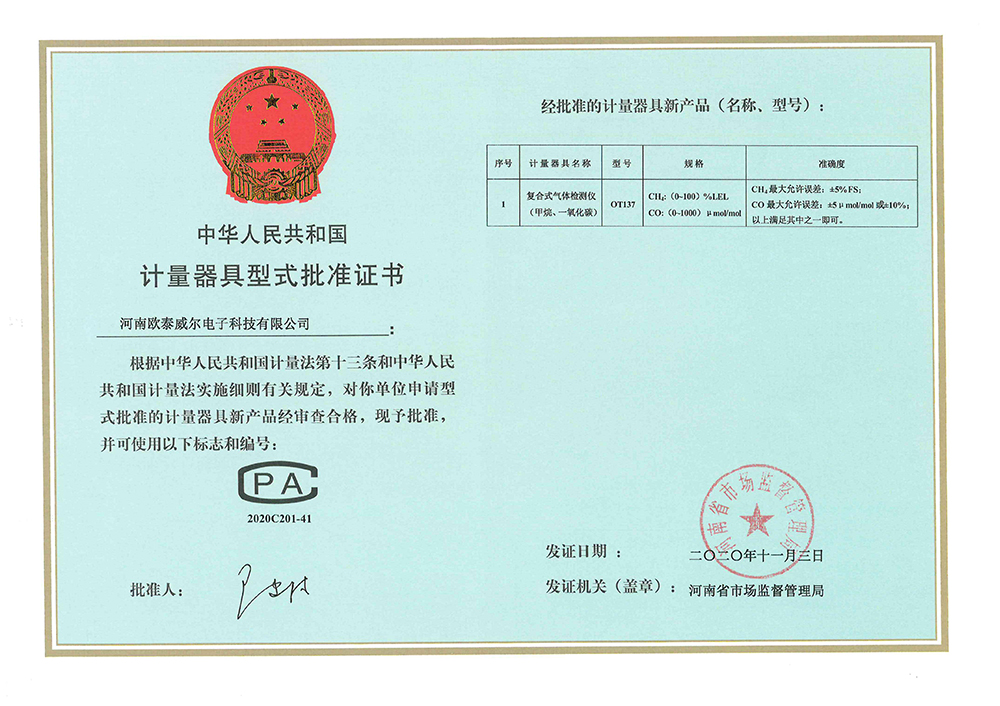 中华人民共和国
计量器具型式批准证书
河南欧泰威尔电子科技有限公司:
根据中华人民共和国计量法第十三条和中华人民
共和国计量法实施细则有关规定，对你单位申请型
式批准的计量器具新产品经审查合格，现予批准，
并可使用以下标志和编号：
CPA
2020C201-41
批准人：
经批准的计量器具新产品（名称、型号）：
序号 计量器具名称 型号 规格 准确度
1 复合式气体检测仪 （甲烷、一氧化碳） OT137 CH₄:（0~100）%LEL CO:（0~1000）μmol/mol CH₄最大允许误差：±5%FS; CO最大允许误差：±5μmol/mol或±10%; 以上满足其中之一即可。
河南省市场监督管理局
发证日期： 二〇二〇年十一月三日
发证机关（盖章）： 河南省市场监督管理局